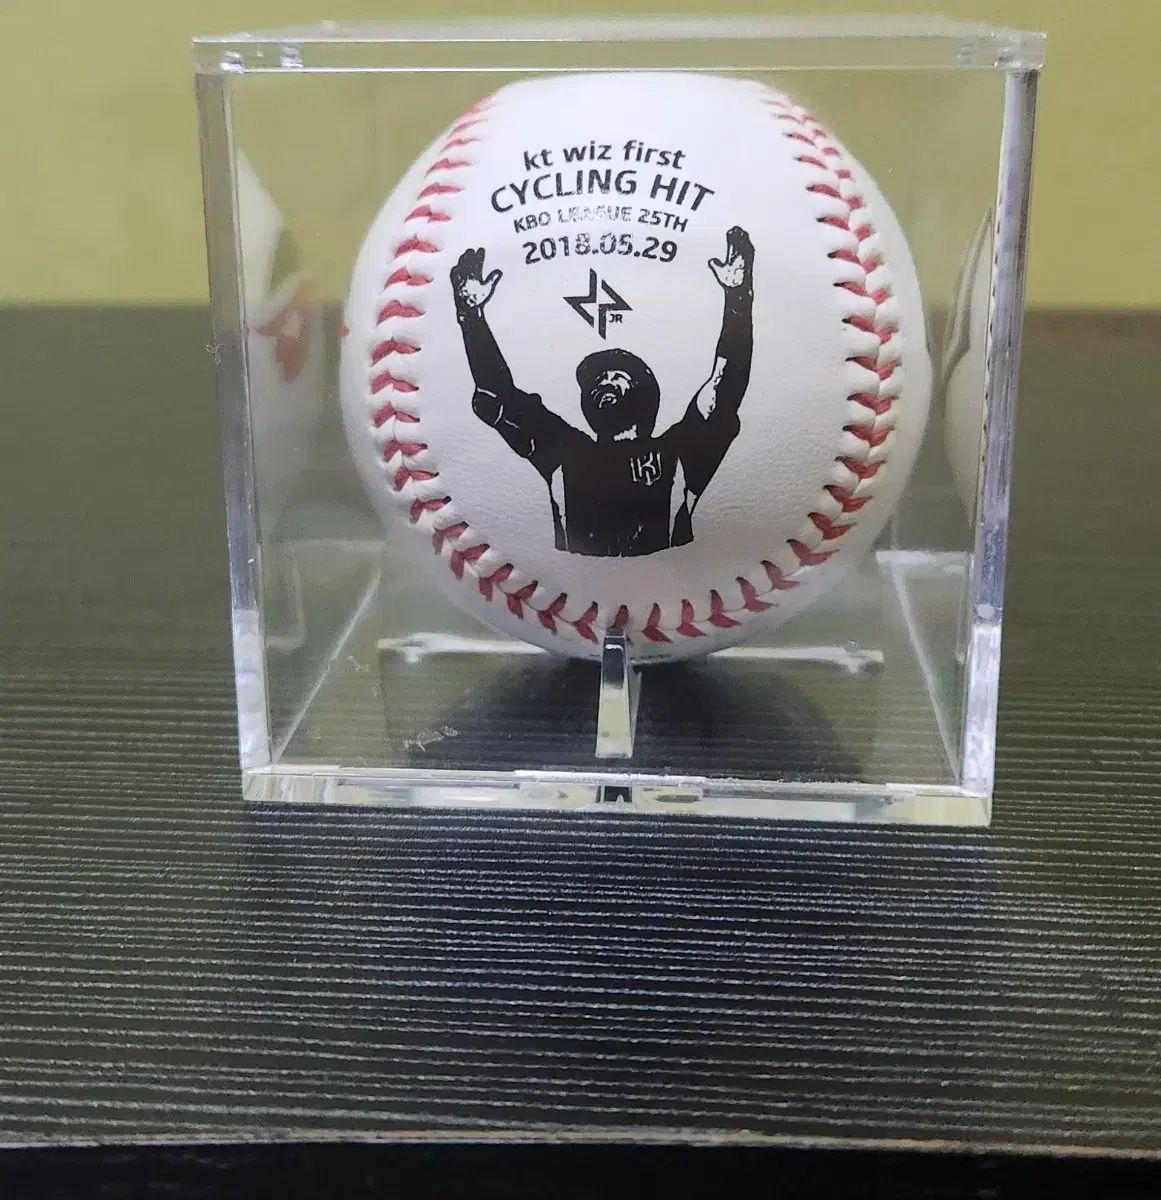 kt wiz first
CYCLING HIT
KBO LEAGUE 25TH
2018.05.29
JR